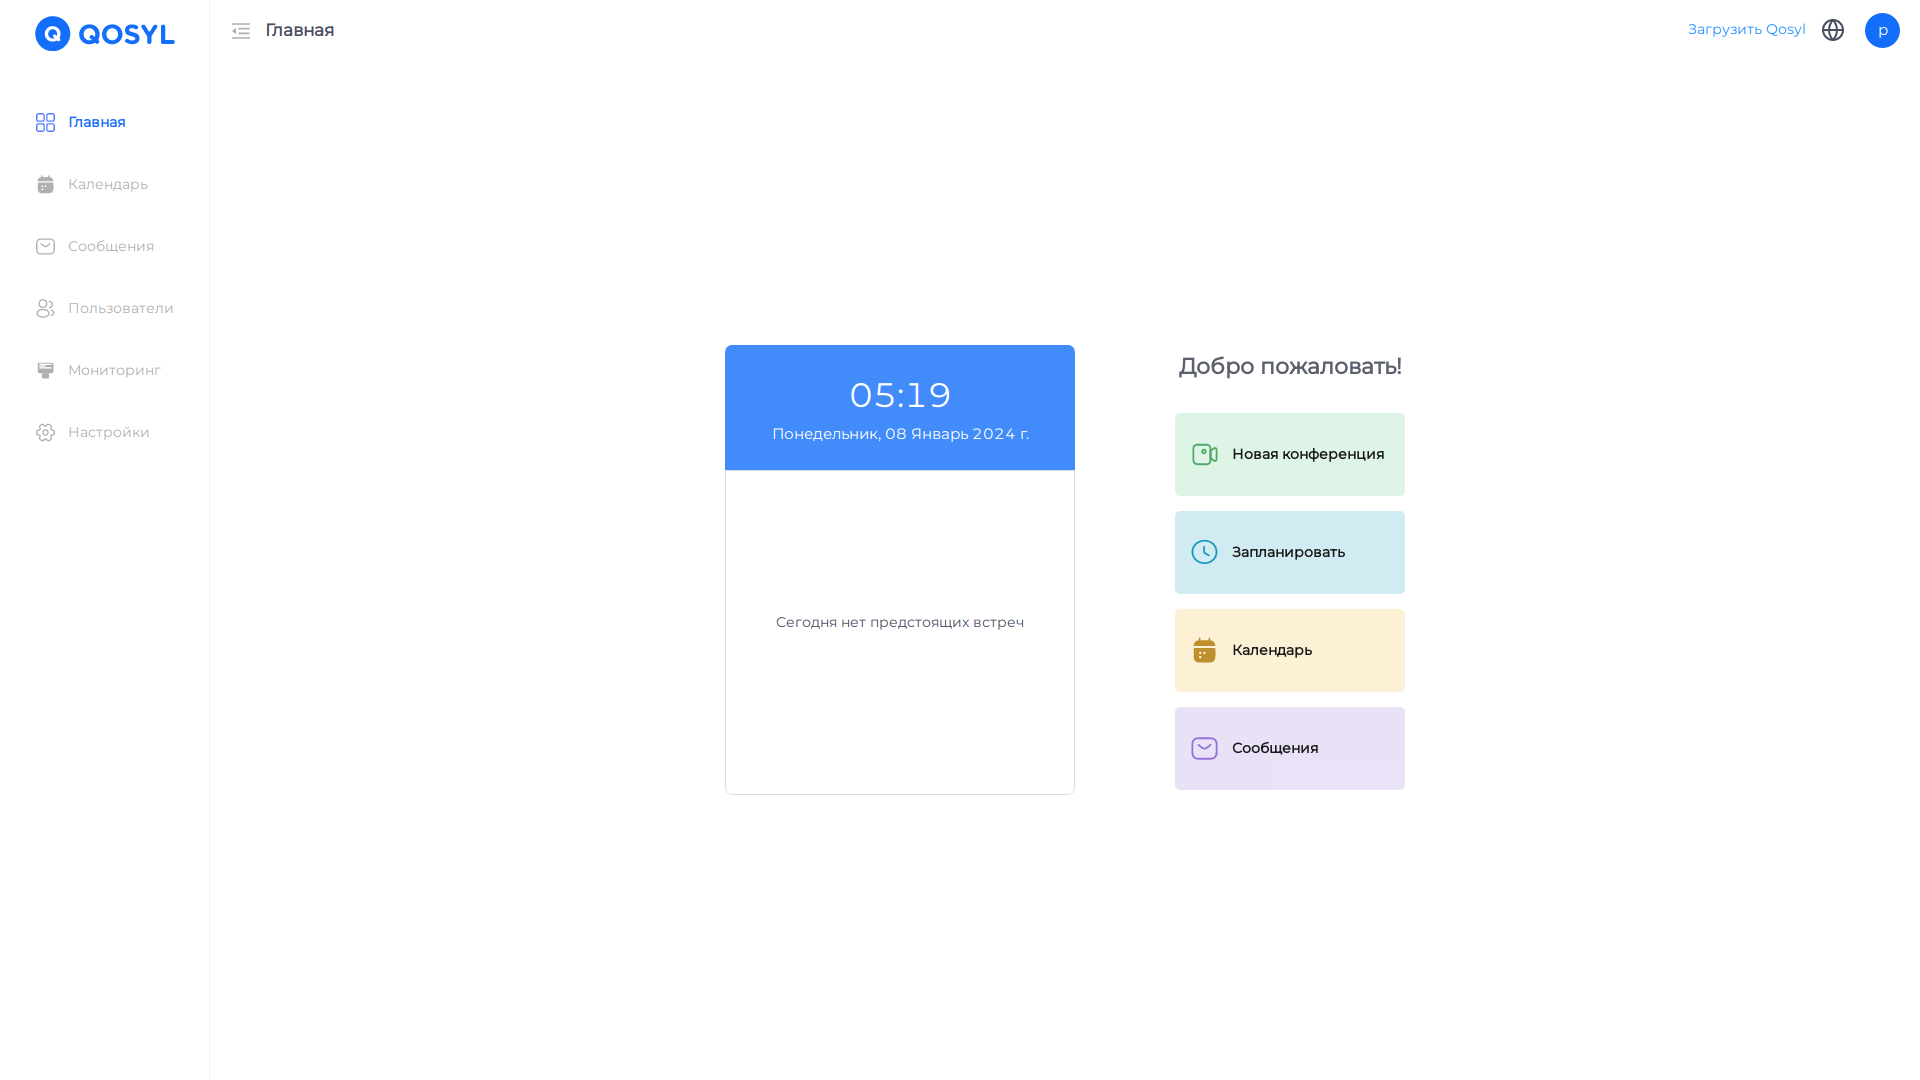 QOSYL
Главная
Загрузить Qosyl
p
Главная
Календарь
Сообщения
Пользователи
Мониторинг
Настройки
05:19
Понедельник, 08 Январь 2024 г.
Сегодня нет предстоящих встреч
Добро пожаловать!
Новая конференция
Запланировать
Календарь
Сообщения